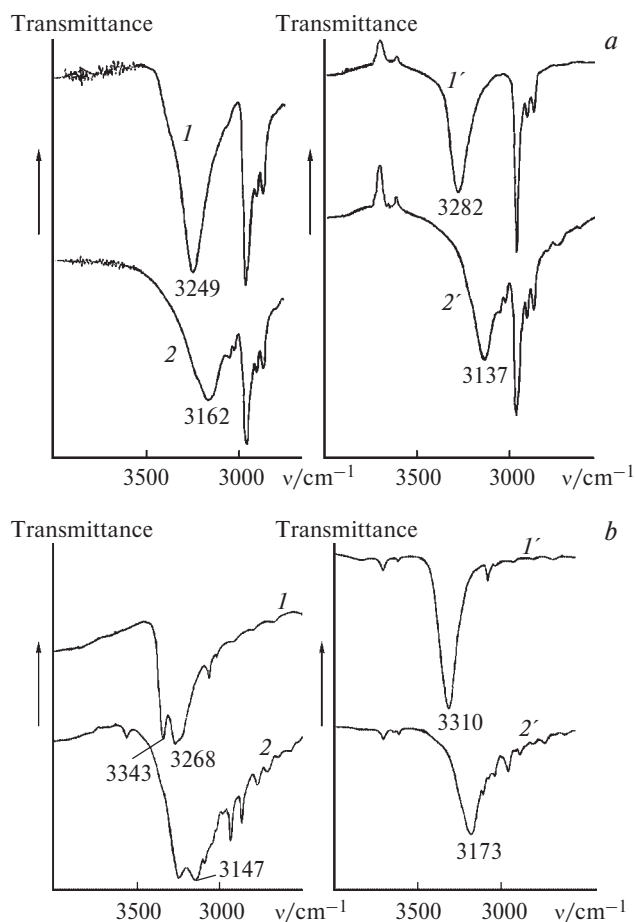 Transmittance
Transmittance
a
1
1′
3249
3282
2
2′
3162
3137
3500 3000 ν/cm−1
3500 3000 ν/cm−1
Transmittance
Transmittance
b
1
1′
3343 3268
3310
2
2′
3147
3173
3500 3000 ν/cm−1
3500 3000 ν/cm−1